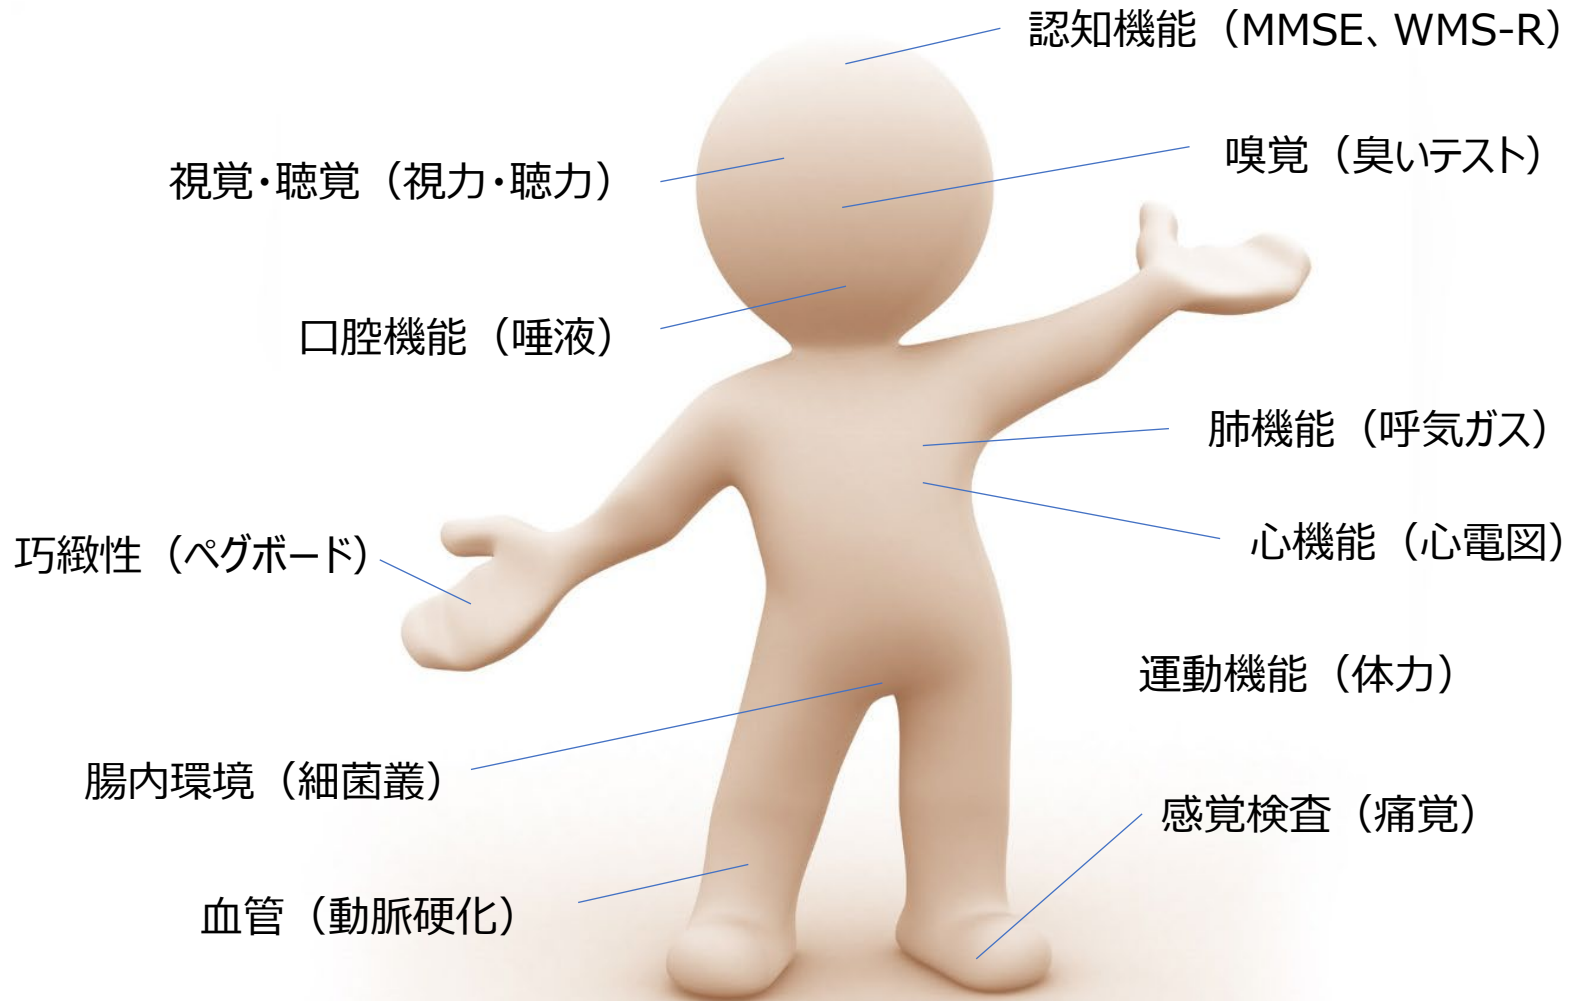 認知機能（MMSE、WMS-R）
嗅覚（臭いテスト）
視覚・聴覚（視力・聴力）
口腔機能（唾液）
肺機能（呼気ガス）
心機能（心電図）
巧緻性（ペグボード）
運動機能（体力）
腸内環境（細菌叢）
感覚検査（痛覚）
血管（動脈硬化）